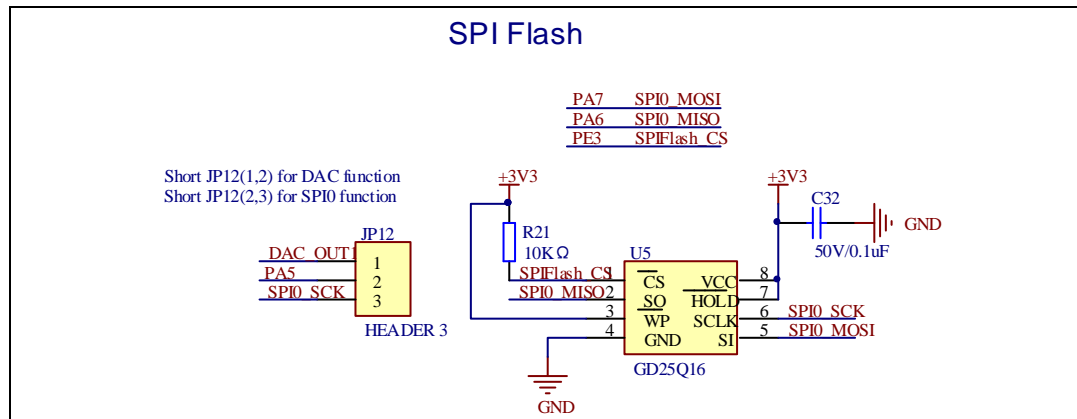 SPI Flash
PA7 SPI0_MOSI
PA6 SPI0_MISO
PE3 SPIFlash_CS
Short JP12(1,2) for DAC function
Short JP12(2,3) for SPI0 function
+3V3
+3V3
C32
GND
50V/0.1uF
R21
10KΩ
JP12
DAC_OUT1 1
PA5 2
SPI0_SCK 3
HEADER 3
U5
SPIFlash_CS 1 CS VCC 8
SPI0_MISO 2 SO HOLD 7
3 WP SCLK 6 SPI0_SCK
4 GND SI 5 SPI0_MOSI
GD25Q16
GND